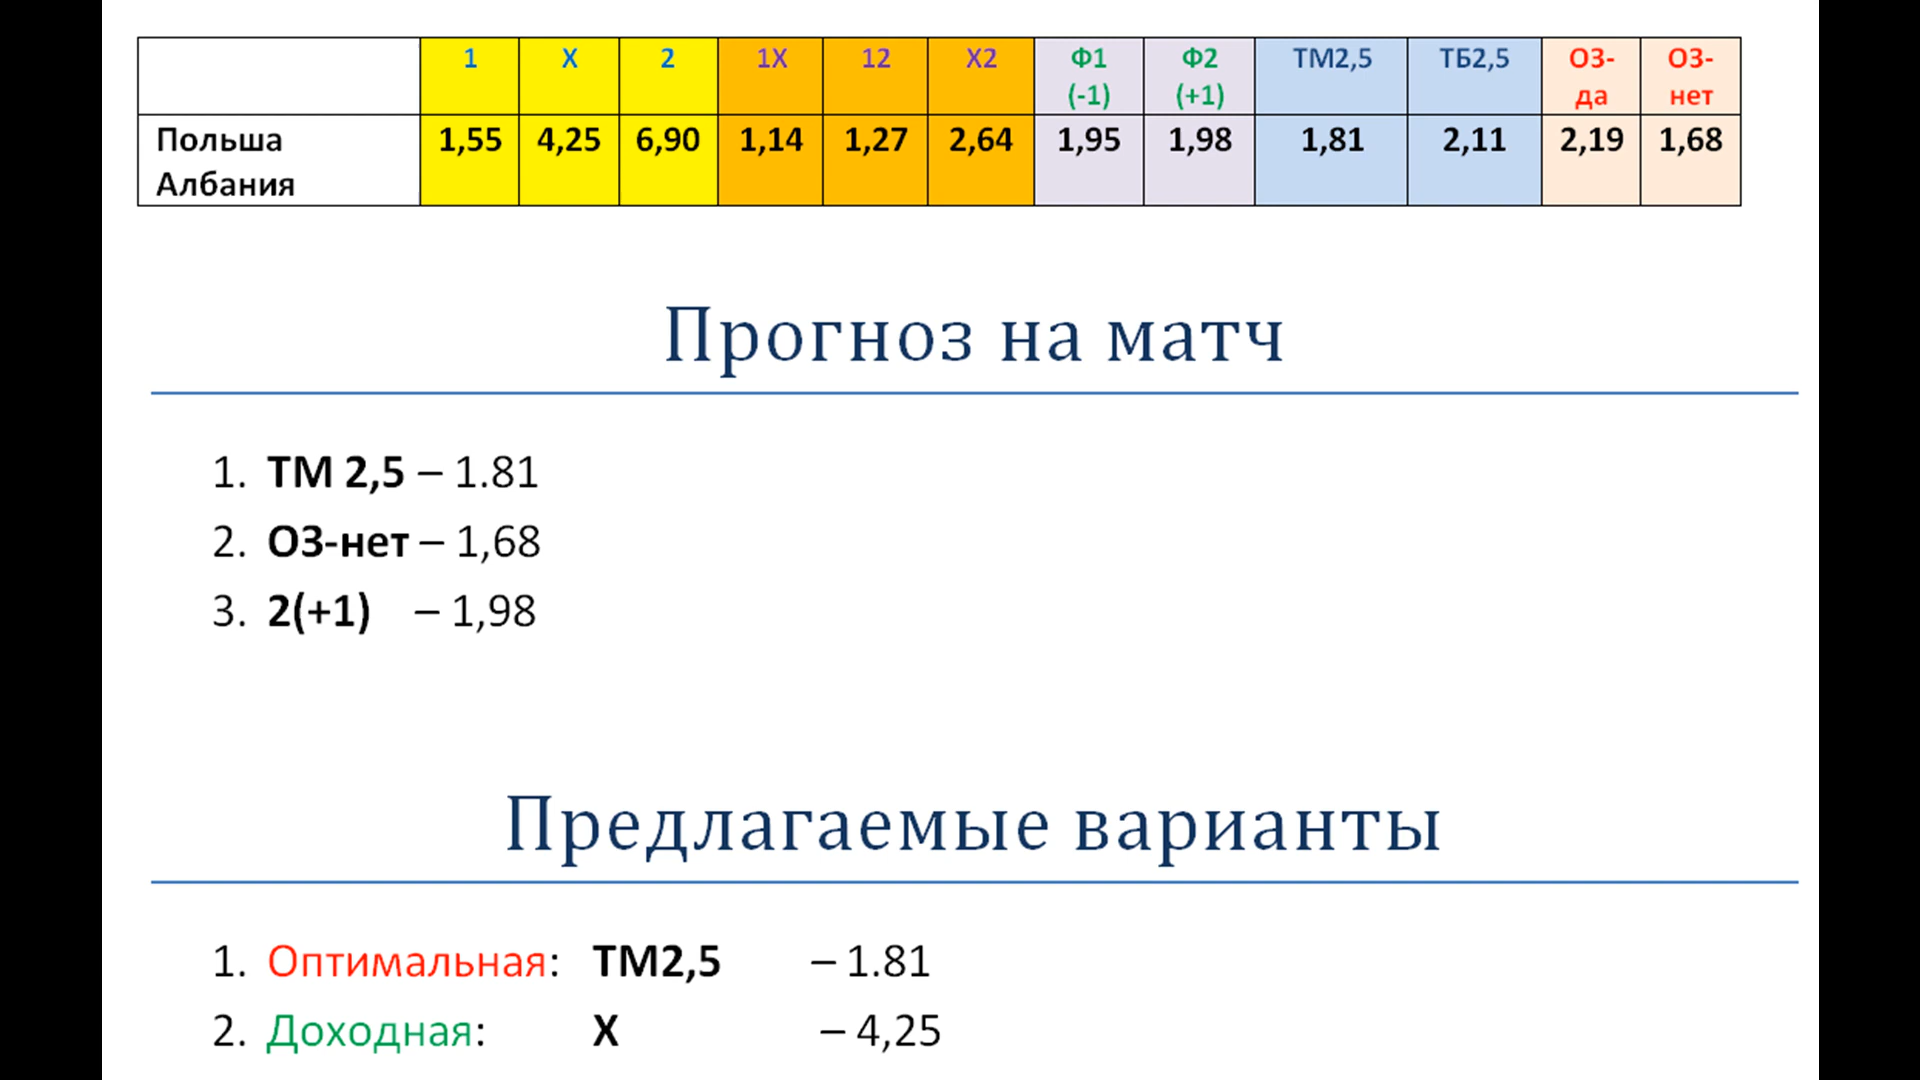 1 X 2 1X 12 X2 Ф1 (-1) Ф2 (+1) ТМ2,5 ТБ2,5 ОЗ-да ОЗ-нет
Польша Албания 1,55 4,25 6,90 1,14 1,27 2,64 1,95 1,98 1,81 2,11 2,19 1,68
Прогноз на матч
1. ТМ 2,5 – 1.81
2. ОЗ-нет – 1,68
3. 2(+1) – 1,98
Предлагаемые варианты
1. Оптимальная: ТМ2,5 – 1.81
2. Доходная: X – 4,25